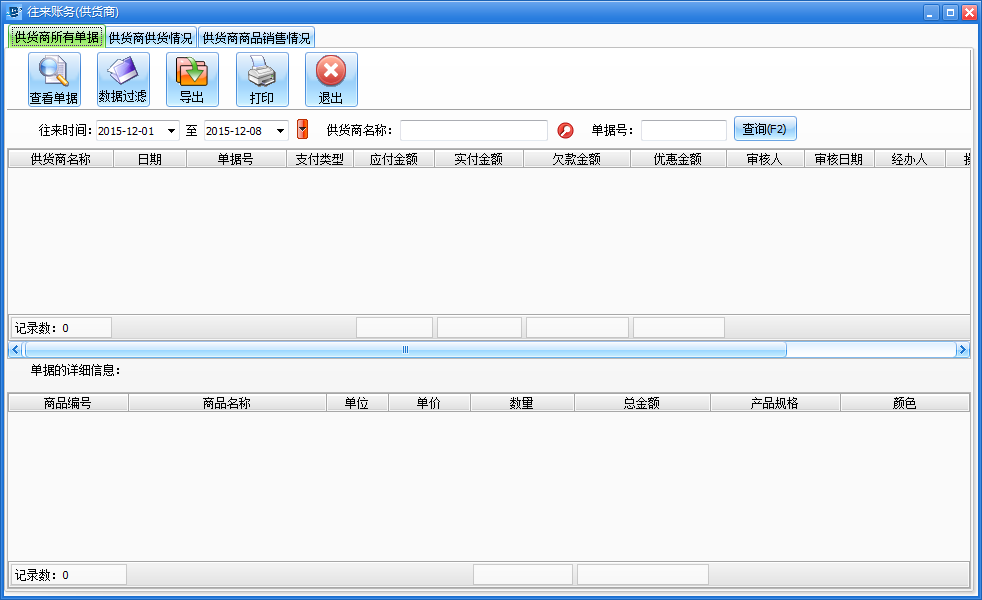 往来账务(供货商)
供货商所有单据 供货商供货情况 供货商商品销售情况
查看单据 数据过滤 导出 打印 退出
往来时间: 2015-12-01 至 2015-12-08 供货商名称: 单据号: 查询(F2)
供货商名称 日期 单据号 支付类型 应付金额 实付金额 欠款金额 优惠金额 审核人 审核日期 经办人
记录数: 0
单据的详细信息:
商品编号 商品名称 单位 单价 数量 总金额 产品规格 颜色
记录数: 0